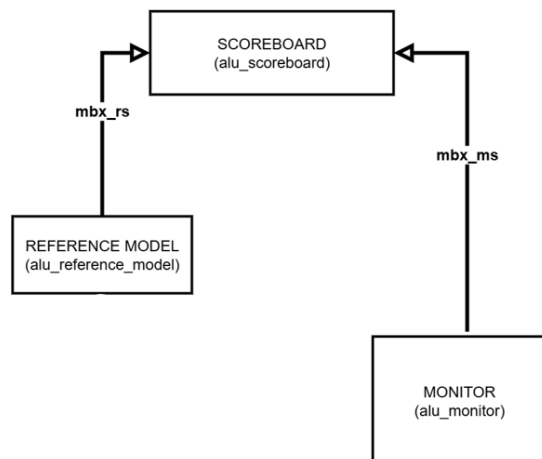 SCOREBOARD
(alu_scoreboard)
mbx_rs
mbx_ms
REFERENCE MODEL
(alu_reference_model)
MONITOR
(alu_monitor)